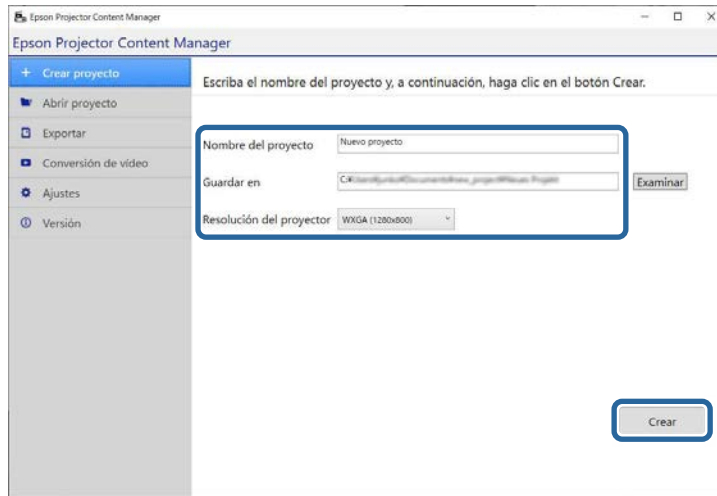 Epson Projector Content Manager
Epson Projector Content Manager
+ Crear proyecto
Abrir proyecto
Exportar
Conversión de vídeo
Ajustes
Versión
Escriba el nombre del proyecto y, a continuación, haga clic en el botón Crear.
Nombre del proyecto Nuevo proyecto
Guardar en Examinar
Resolución del proyector WXGA (1280x800)
Crear